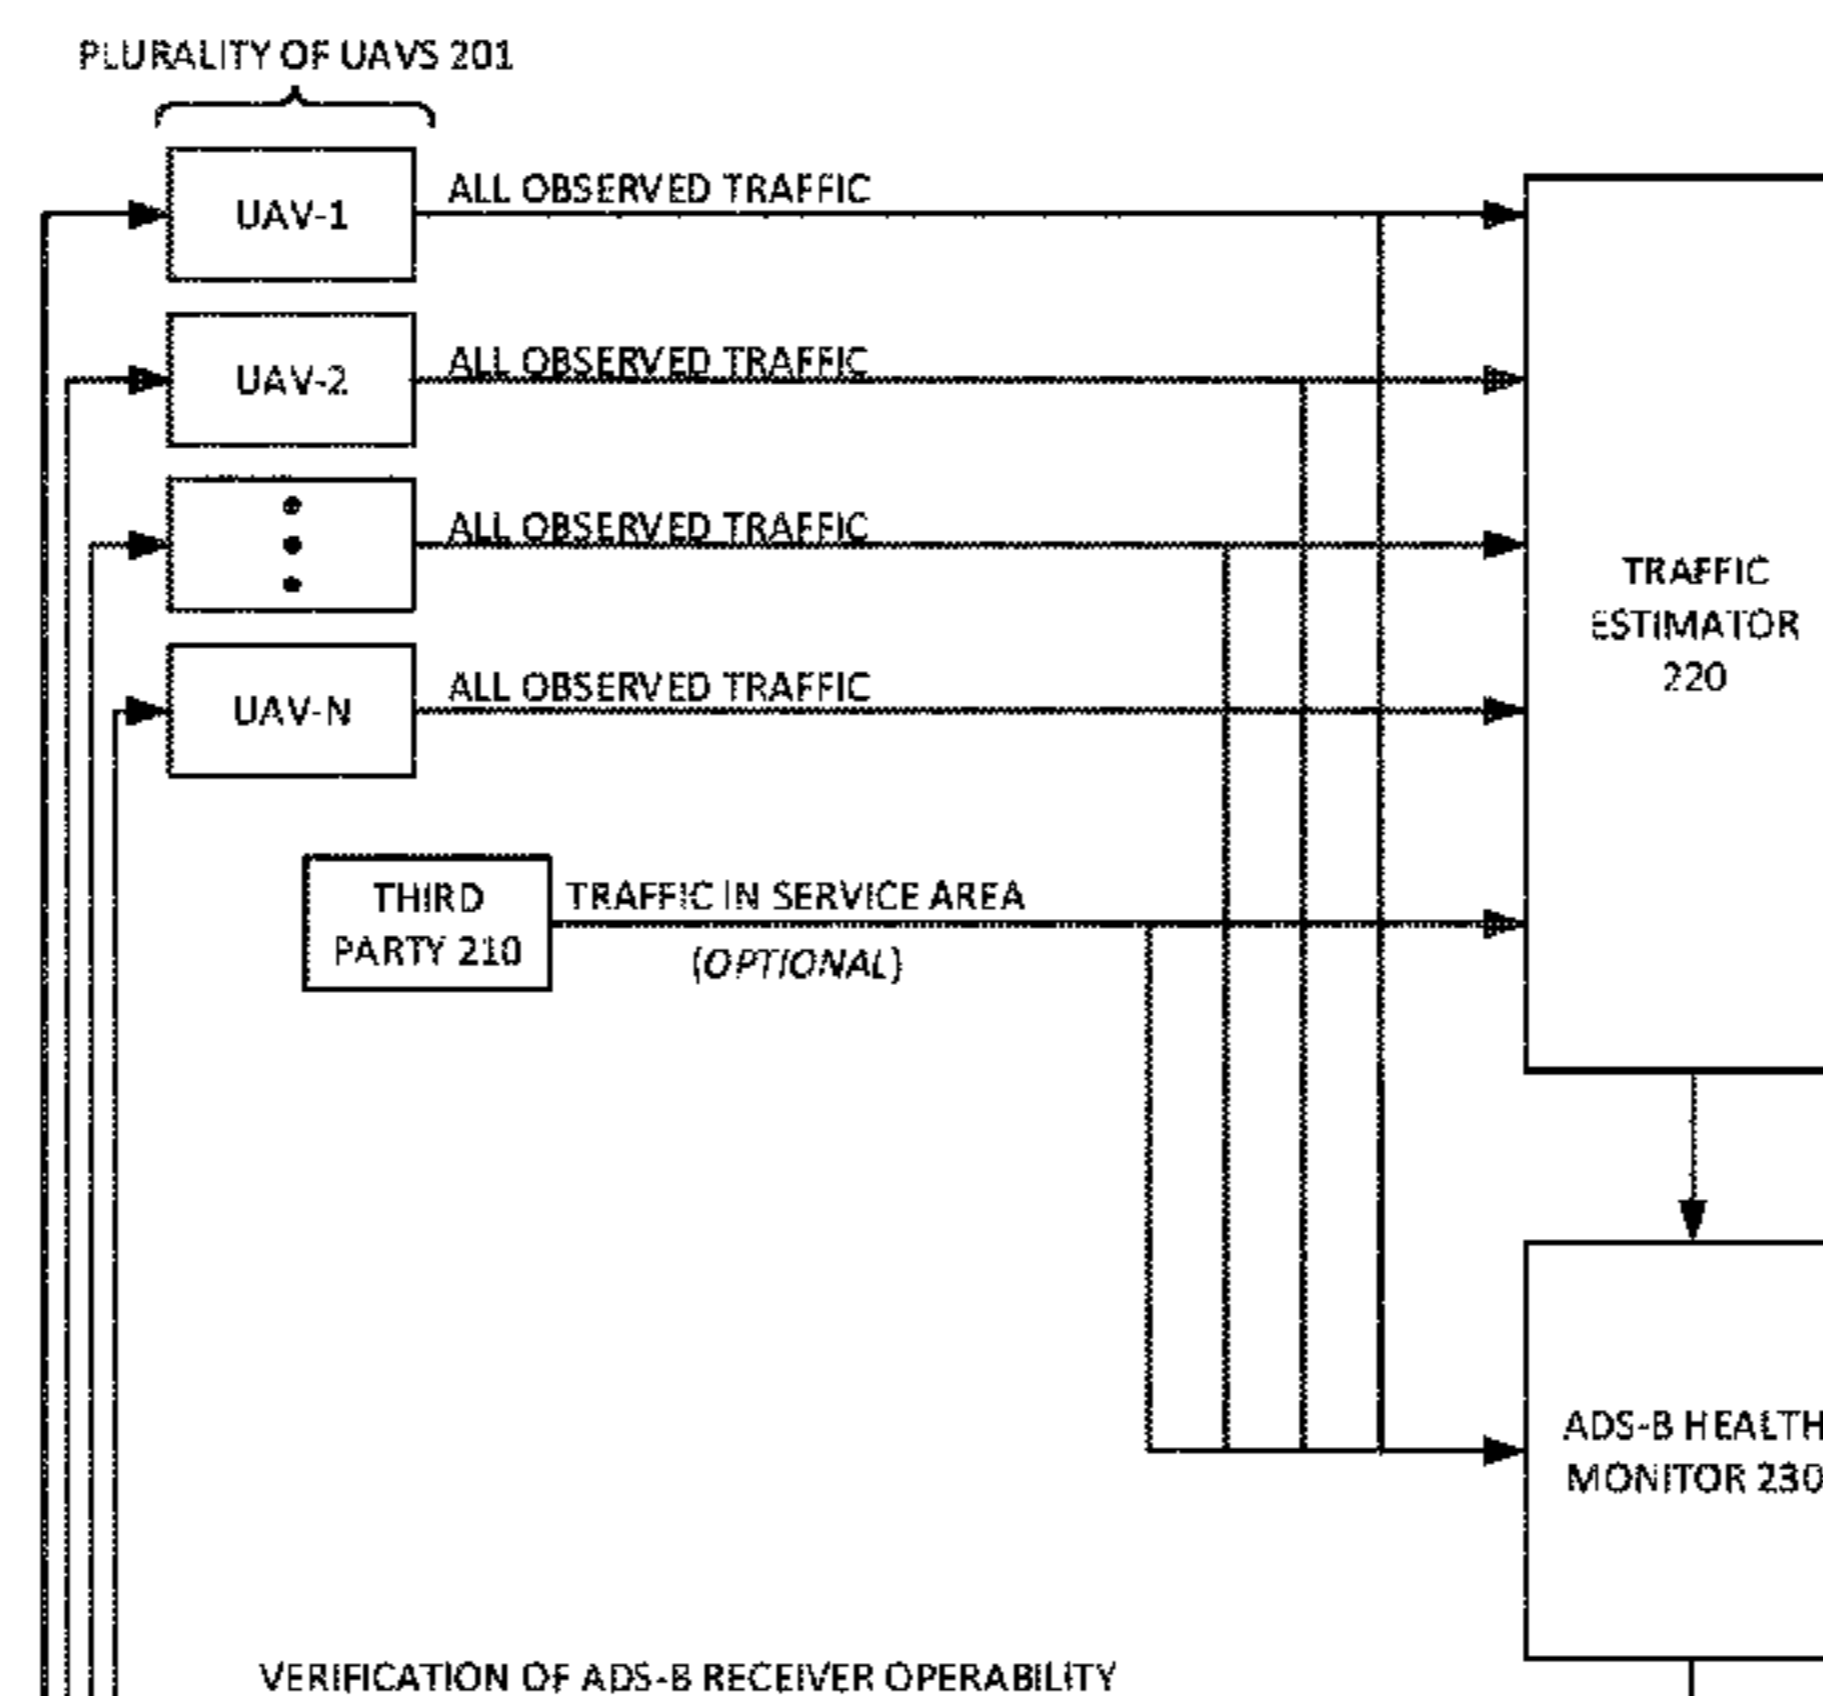 PLURALITY OF UAVS 201
UAV-1
ALL OBSERVED TRAFFIC
UAV-2
ALL OBSERVED TRAFFIC
ALL OBSERVED TRAFFIC
UAV-N
ALL OBSERVED TRAFFIC
TRAFFIC
ESTIMATOR
220
THIRD
PARTY 210
TRAFFIC IN SERVICE AREA
(OPTIONAL)
ADS-B HEALTH
MONITOR 230
VERIFICATION OF ADS-B RECEIVER OPERABILITY